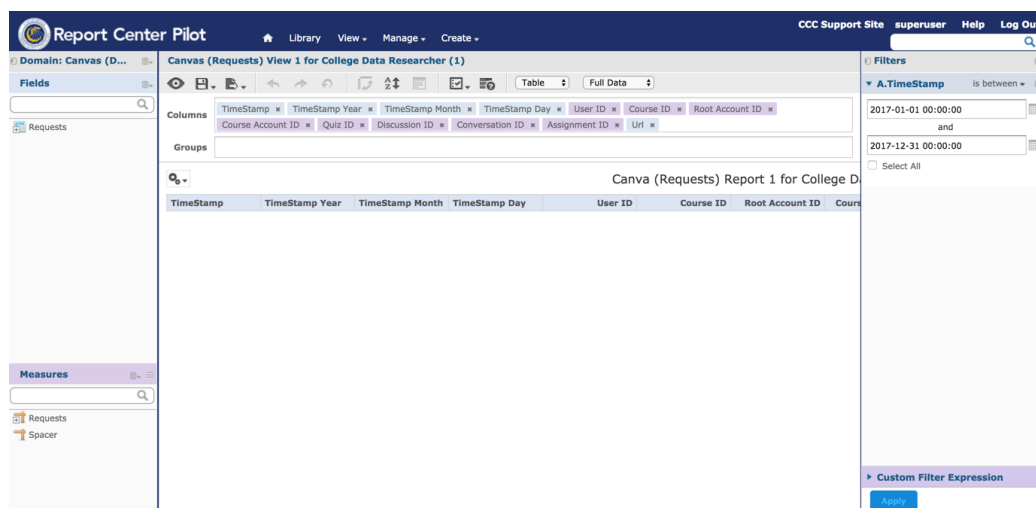 CCC Support Site superuser Help Log Ou
Report Center Pilot
Library View Manage Create
Domain: Canvas (D...
Canvas (Requests) View 1 for College Data Researcher (1)
Filters
Fields
Table
Full Data
A.TimeStamp is between
2017-01-01 00:00:00
and
2017-12-31 00:00:00
Select All
Columns
TimeStamp × TimeStamp Year × TimeStamp Month × TimeStamp Day × User ID × Course ID × Root Account ID ×
Course Account ID × Quiz ID × Discussion ID × Conversation ID × Assignment ID × Url ×
Requests
Groups
Canva (Requests) Report 1 for College D
TimeStamp TimeStamp Year TimeStamp Month TimeStamp Day User ID Course ID Root Account ID Cours
Measures
Requests
Spacer
Custom Filter Expression
Apply